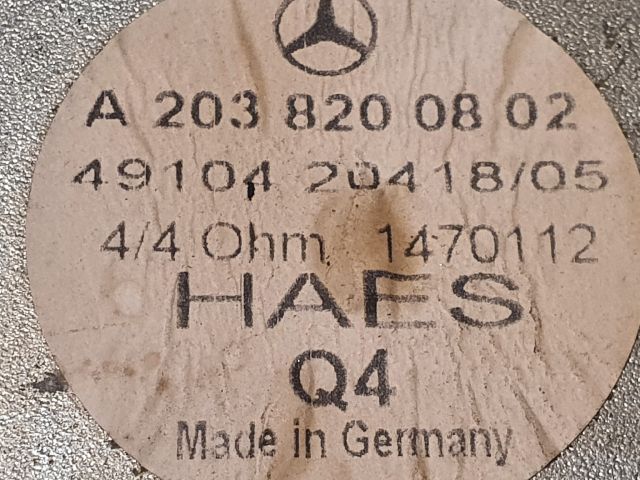 A 203 820 08 02
49104 20418/05
4/4 Ohm 1470112
HAES
Q4
Made in Germany